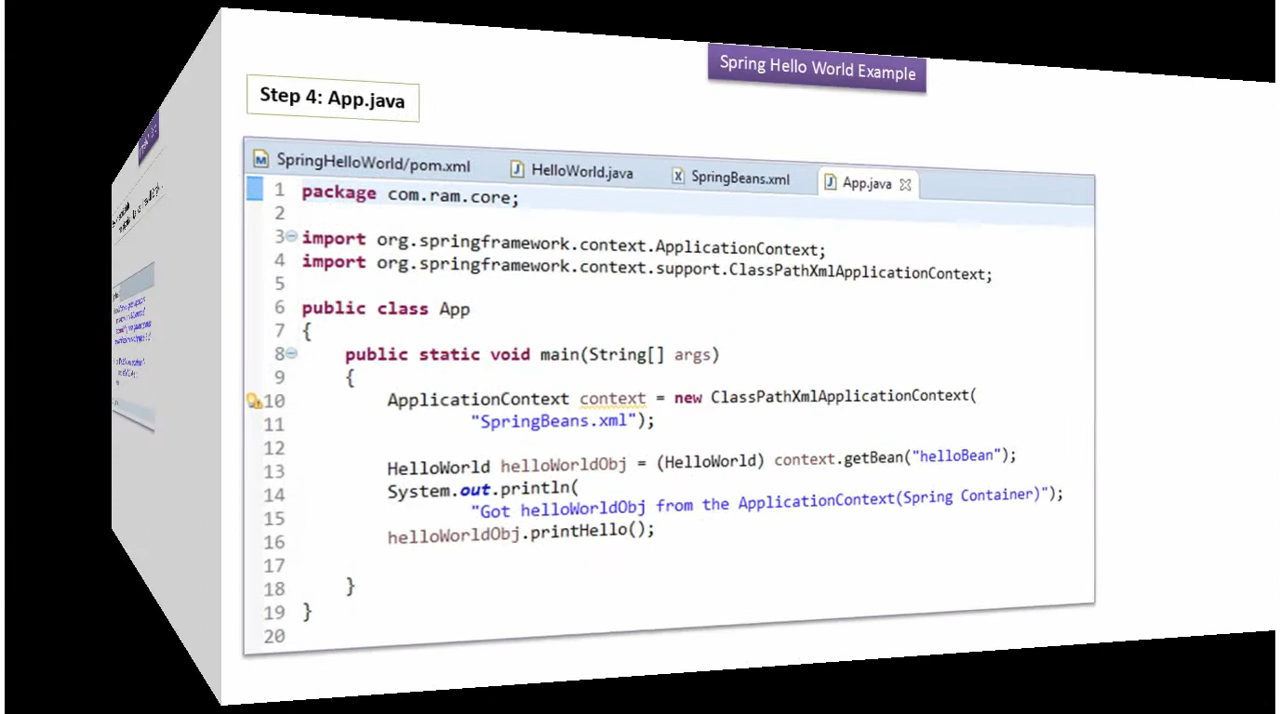 Spring Hello World Example
Step 4: App.java
SpringHelloWorld/pom.xml HelloWorld.java SpringBeans.xml App.java
1 package com.ram.core;
2
3 import org.springframework.context.ApplicationContext;
4 import org.springframework.context.support.ClassPathXmlApplicationContext;
5
6 public class App
7 {
8 public static void main(String[] args)
9 {
10 ApplicationContext context = new ClassPathXmlApplicationContext(
11 "SpringBeans.xml");
12
13 HelloWorld helloWorldObj = (HelloWorld) context.getBean("helloBean");
14 System.out.println(
15 "Got helloWorldObj from the ApplicationContext(Spring Container)");
16 helloWorldObj.printHello();
17
18 }
19 }
20